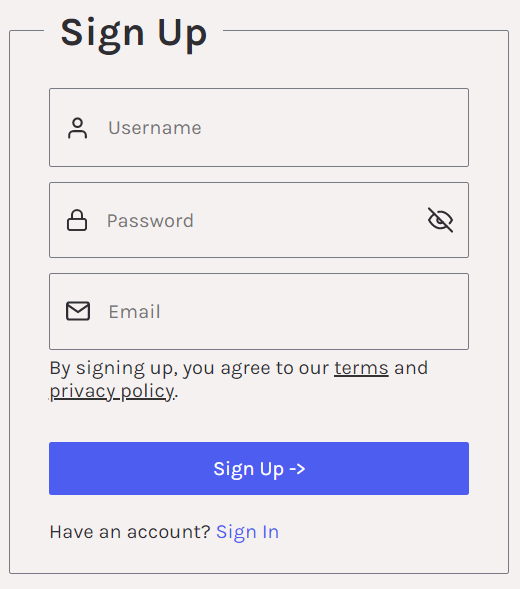 Sign Up
Username
Password
Email
By signing up, you agree to our terms and
privacy policy.
Sign Up ->
Have an account? Sign In